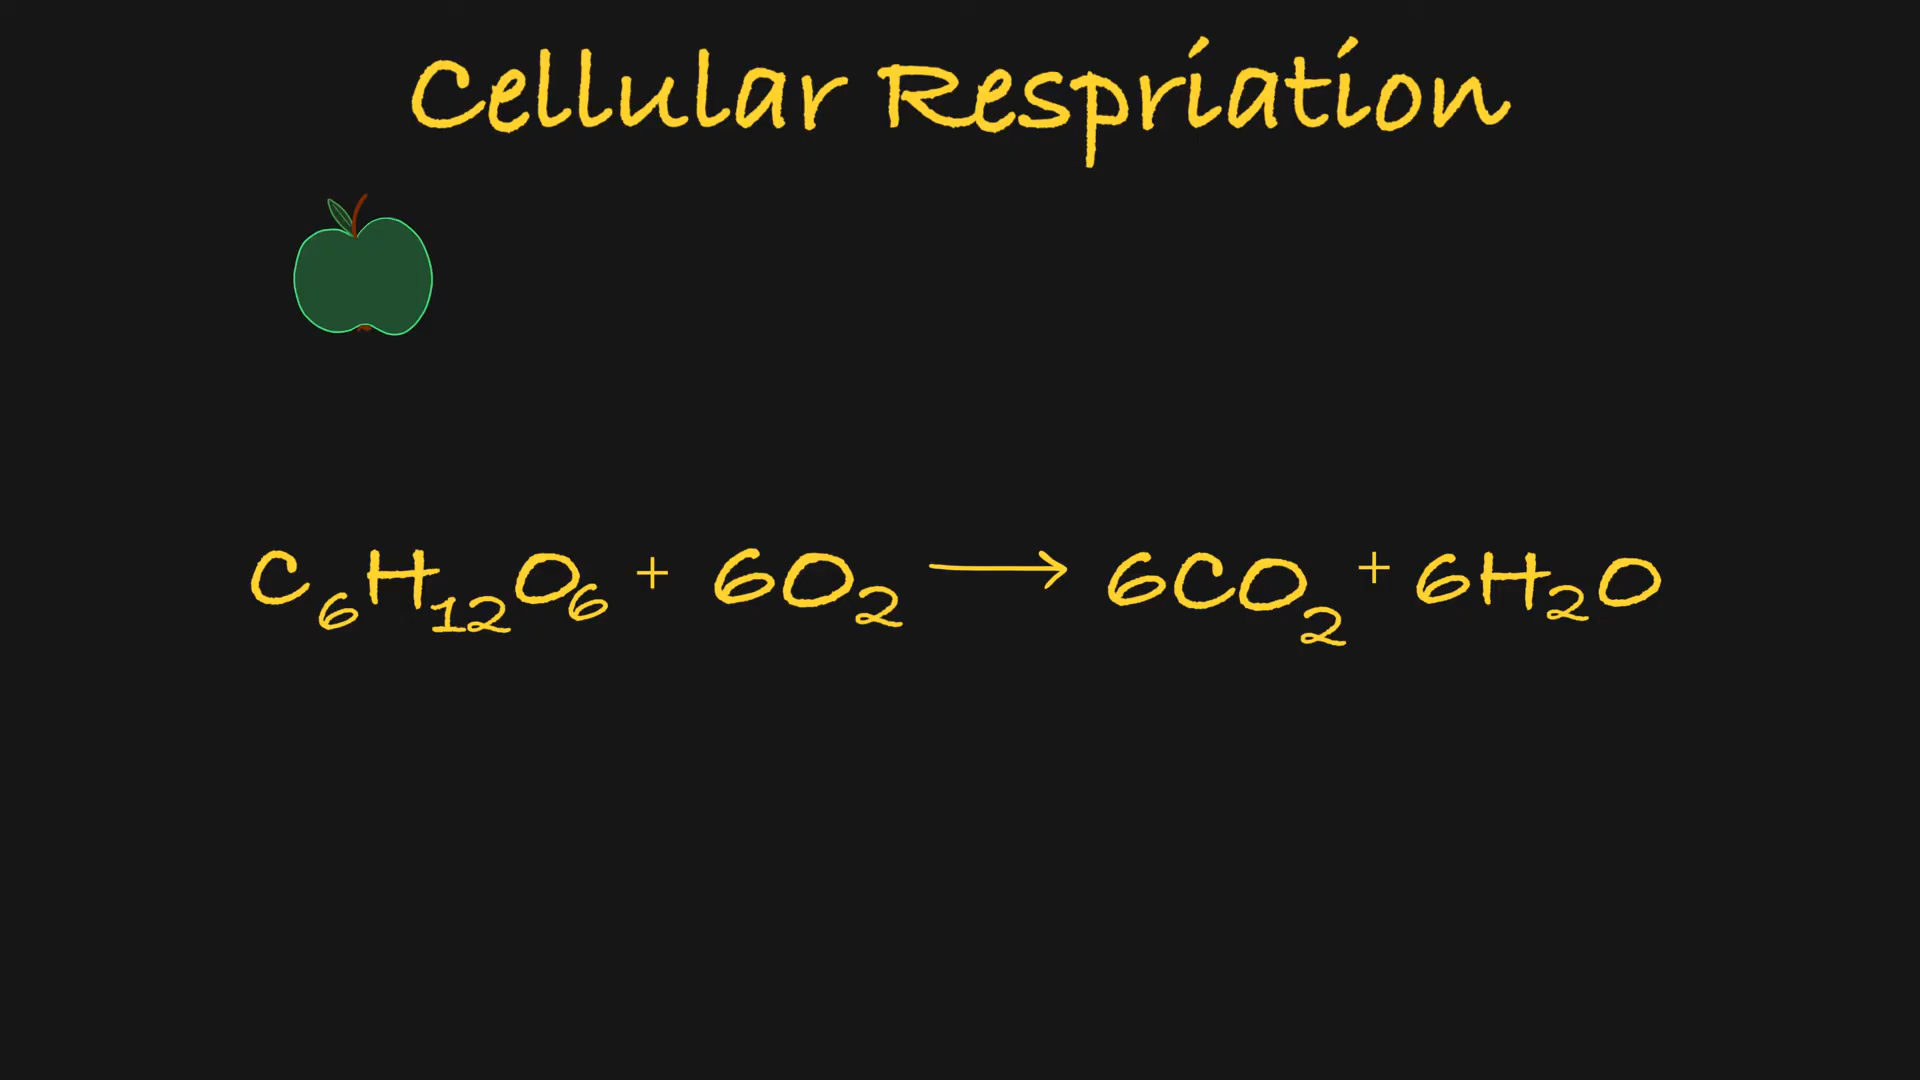 Cellular Respriation
C₆H₁₂O₆ + 6O₂ → 6CO₂ + 6H₂O